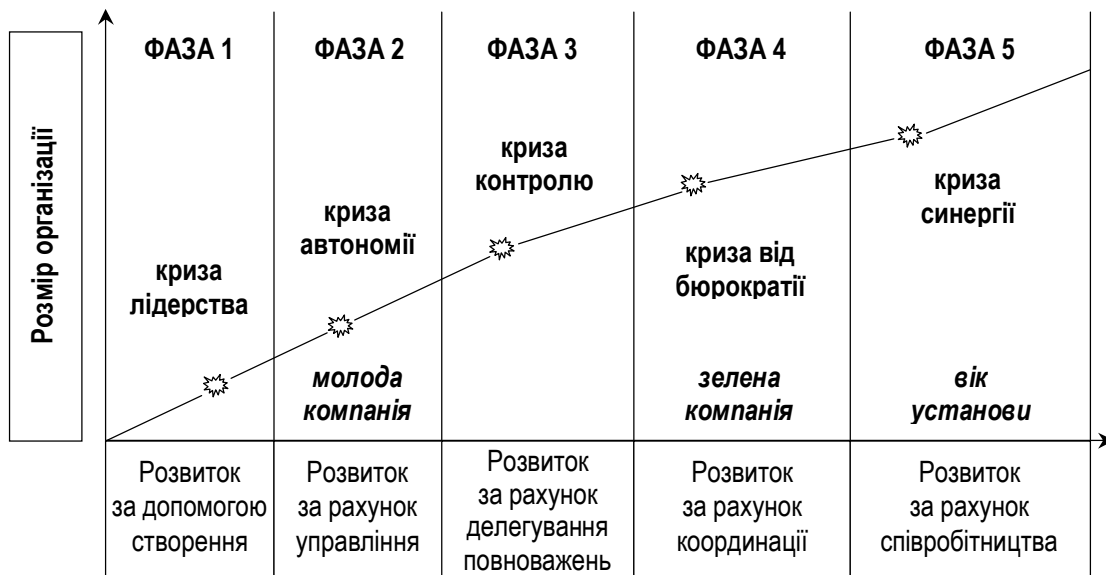 Розмір організації
ФАЗА 1
ФАЗА 2
ФАЗА 3
ФАЗА 4
ФАЗА 5
криза
лідерства
криза
автономії
криза
контролю
криза від
бюрократії
криза
синергії
молода
компанія
зелена
компанія
вік
установи
Розвиток
за допомогою
створення
Розвиток
за рахунок
управління
Розвиток
за рахунок
делегування
повноважень
Розвиток
за рахунок
координації
Розвиток
за рахунок
співробітництва